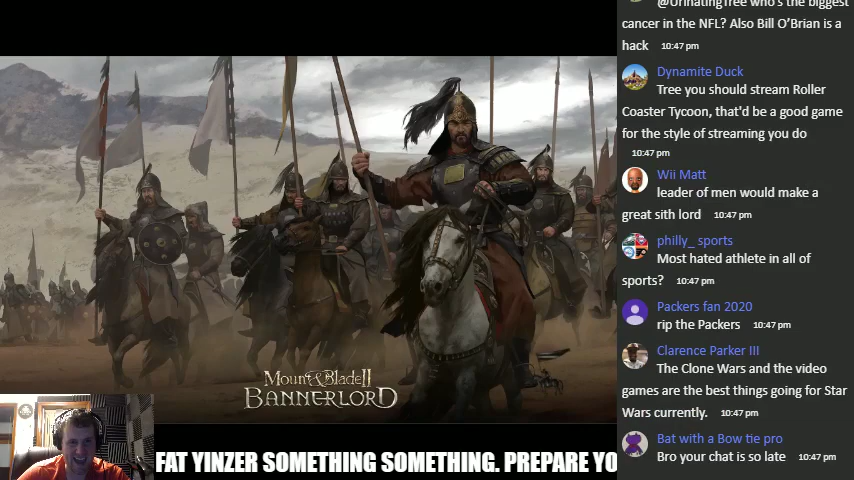 @UrinatingTree who's the biggest
cancer in the NFL? Also Bill O'Brian is a
hack 10:47 pm
Dynamite Duck
Tree you should stream Roller
Coaster Tycoon, that'd be a good game
for the style of streaming you do
10:47 pm
Wii Matt
leader of men would make a
great sith lord 10:47 pm
philly_ sports
Most hated athlete in all of
sports? 10:47 pm
Packers fan 2020
rip the Packers 10:47 pm
Clarence Parker III
The Clone Wars and the video
games are the best things going for Star
Wars currently. 10:47 pm
Bat with a Bow tie pro
Bro your chat is so late 10:47 pm
Mount & Blade II
BANNERLORD
FAT YINZER SOMETHING SOMETHING. PREPARE YO